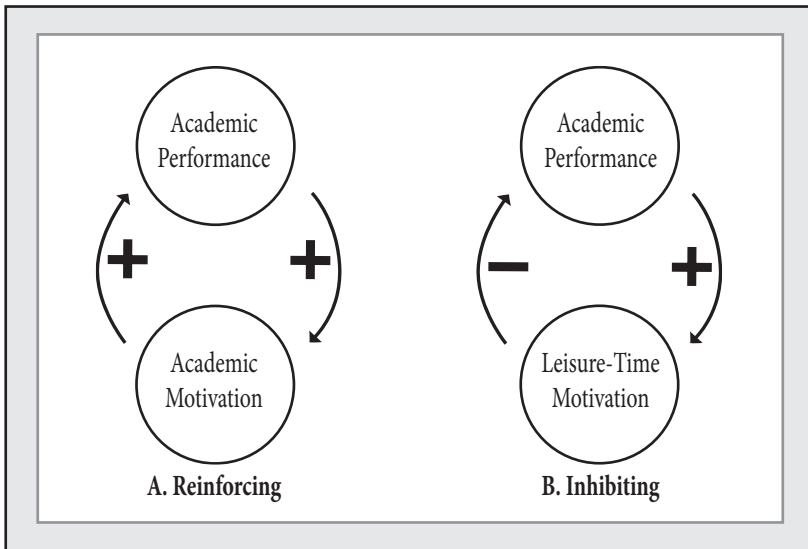 Academic
Performance
+
+
Academic
Motivation
A. Reinforcing
Academic
Performance
−
+
Leisure-Time
Motivation
B. Inhibiting